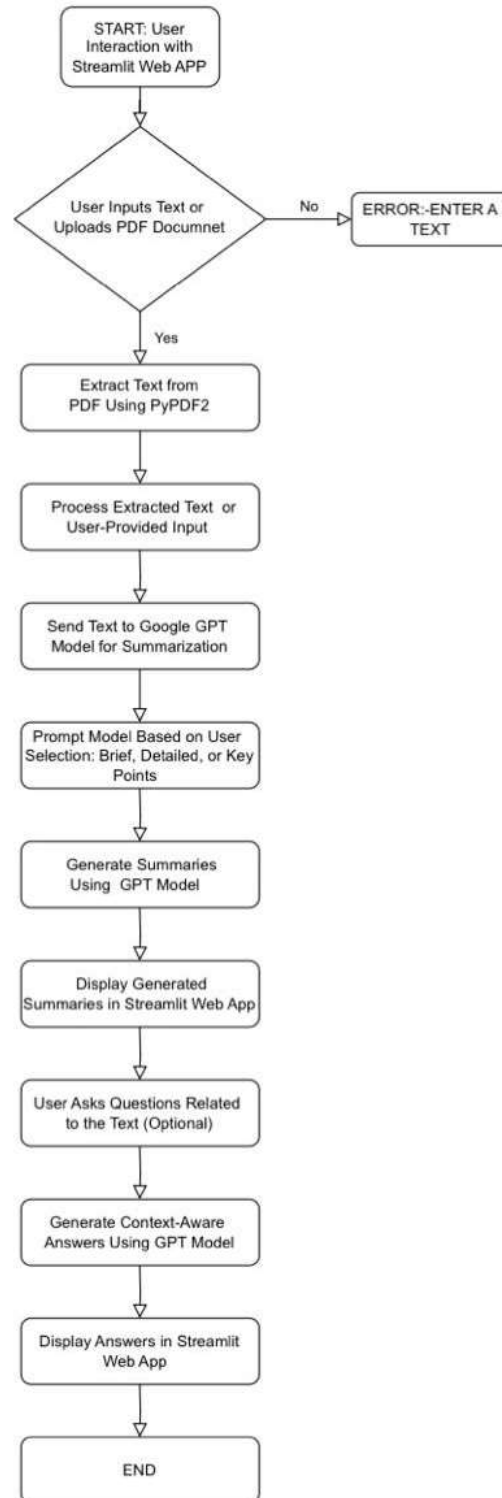 START: User
Interaction with
Streamlit Web APP
User Inputs Text or
Uploads PDF Documnet
No
ERROR:-ENTER A
TEXT
Yes
Extract Text from
PDF Using PyPDF2
Process Extracted Text or
User-Provided Input
Send Text to Google GPT
Model for Summarization
Prompt Model Based on User
Selection: Brief, Detailed, or Key
Points
Generate Summaries
Using GPT Model
Display Generated
Summaries in Streamlit Web App
User Asks Questions Related
to the Text (Optional)
Generate Context-Aware
Answers Using GPT Model
Display Answers in Streamlit
Web App
END